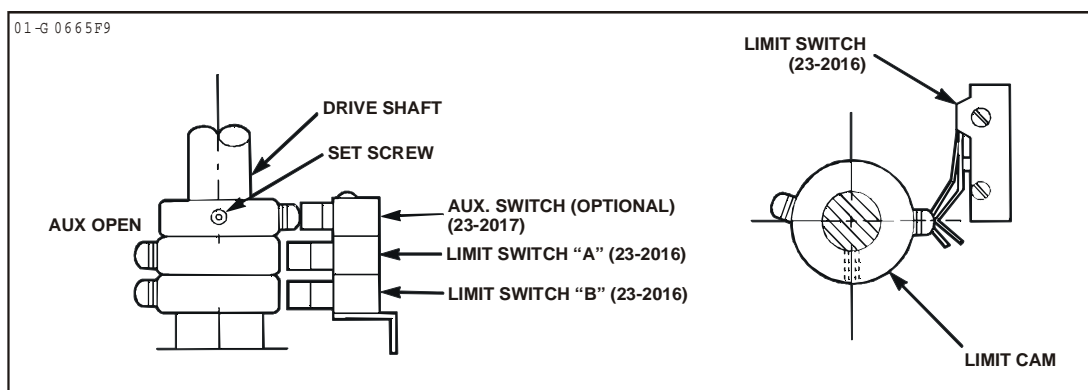 01-G 0665F9
DRIVE SHAFT
SET SCREW
AUX OPEN
AUX. SWITCH (OPTIONAL)
(23-2017)
LIMIT SWITCH “A” (23-2016)
LIMIT SWITCH “B” (23-2016)
LIMIT SWITCH
(23-2016)
LIMIT CAM